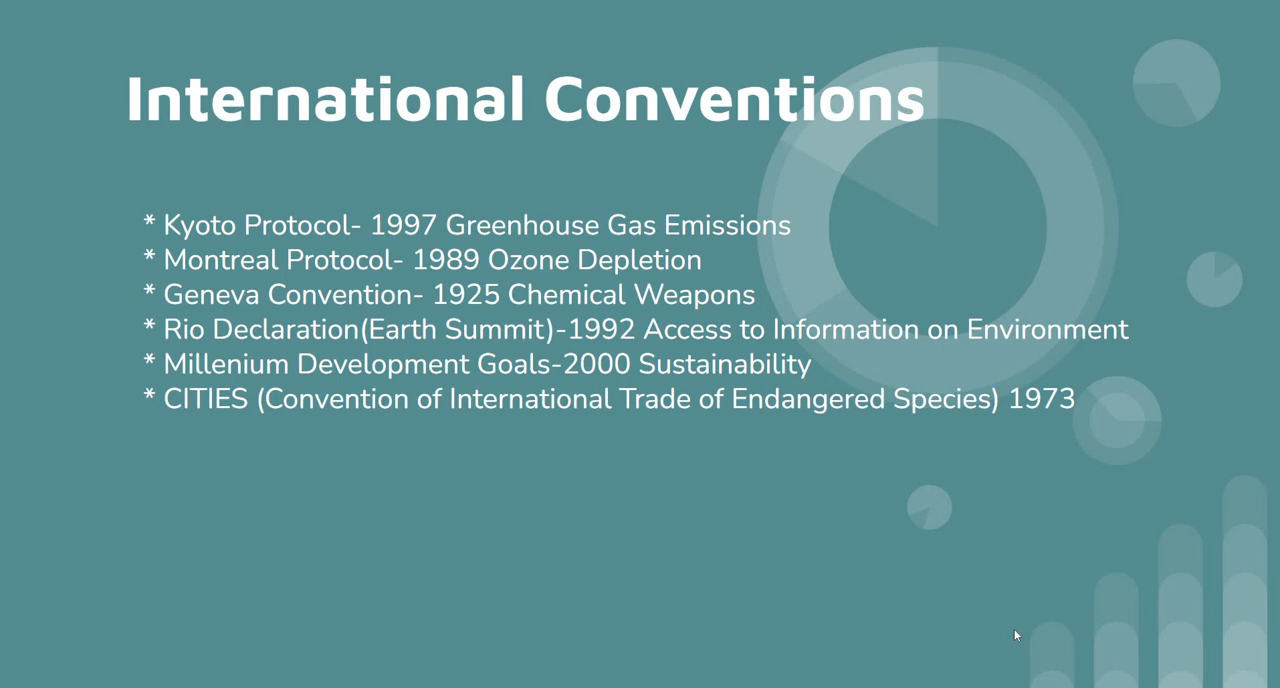 International Conventions
* Kyoto Protocol- 1997 Greenhouse Gas Emissions
* Montreal Protocol- 1989 Ozone Depletion
* Geneva Convention- 1925 Chemical Weapons
* Rio Declaration(Earth Summit)-1992 Access to Information on Environment
* Millenium Development Goals-2000 Sustainability
* CITIES (Convention of International Trade of Endangered Species) 1973